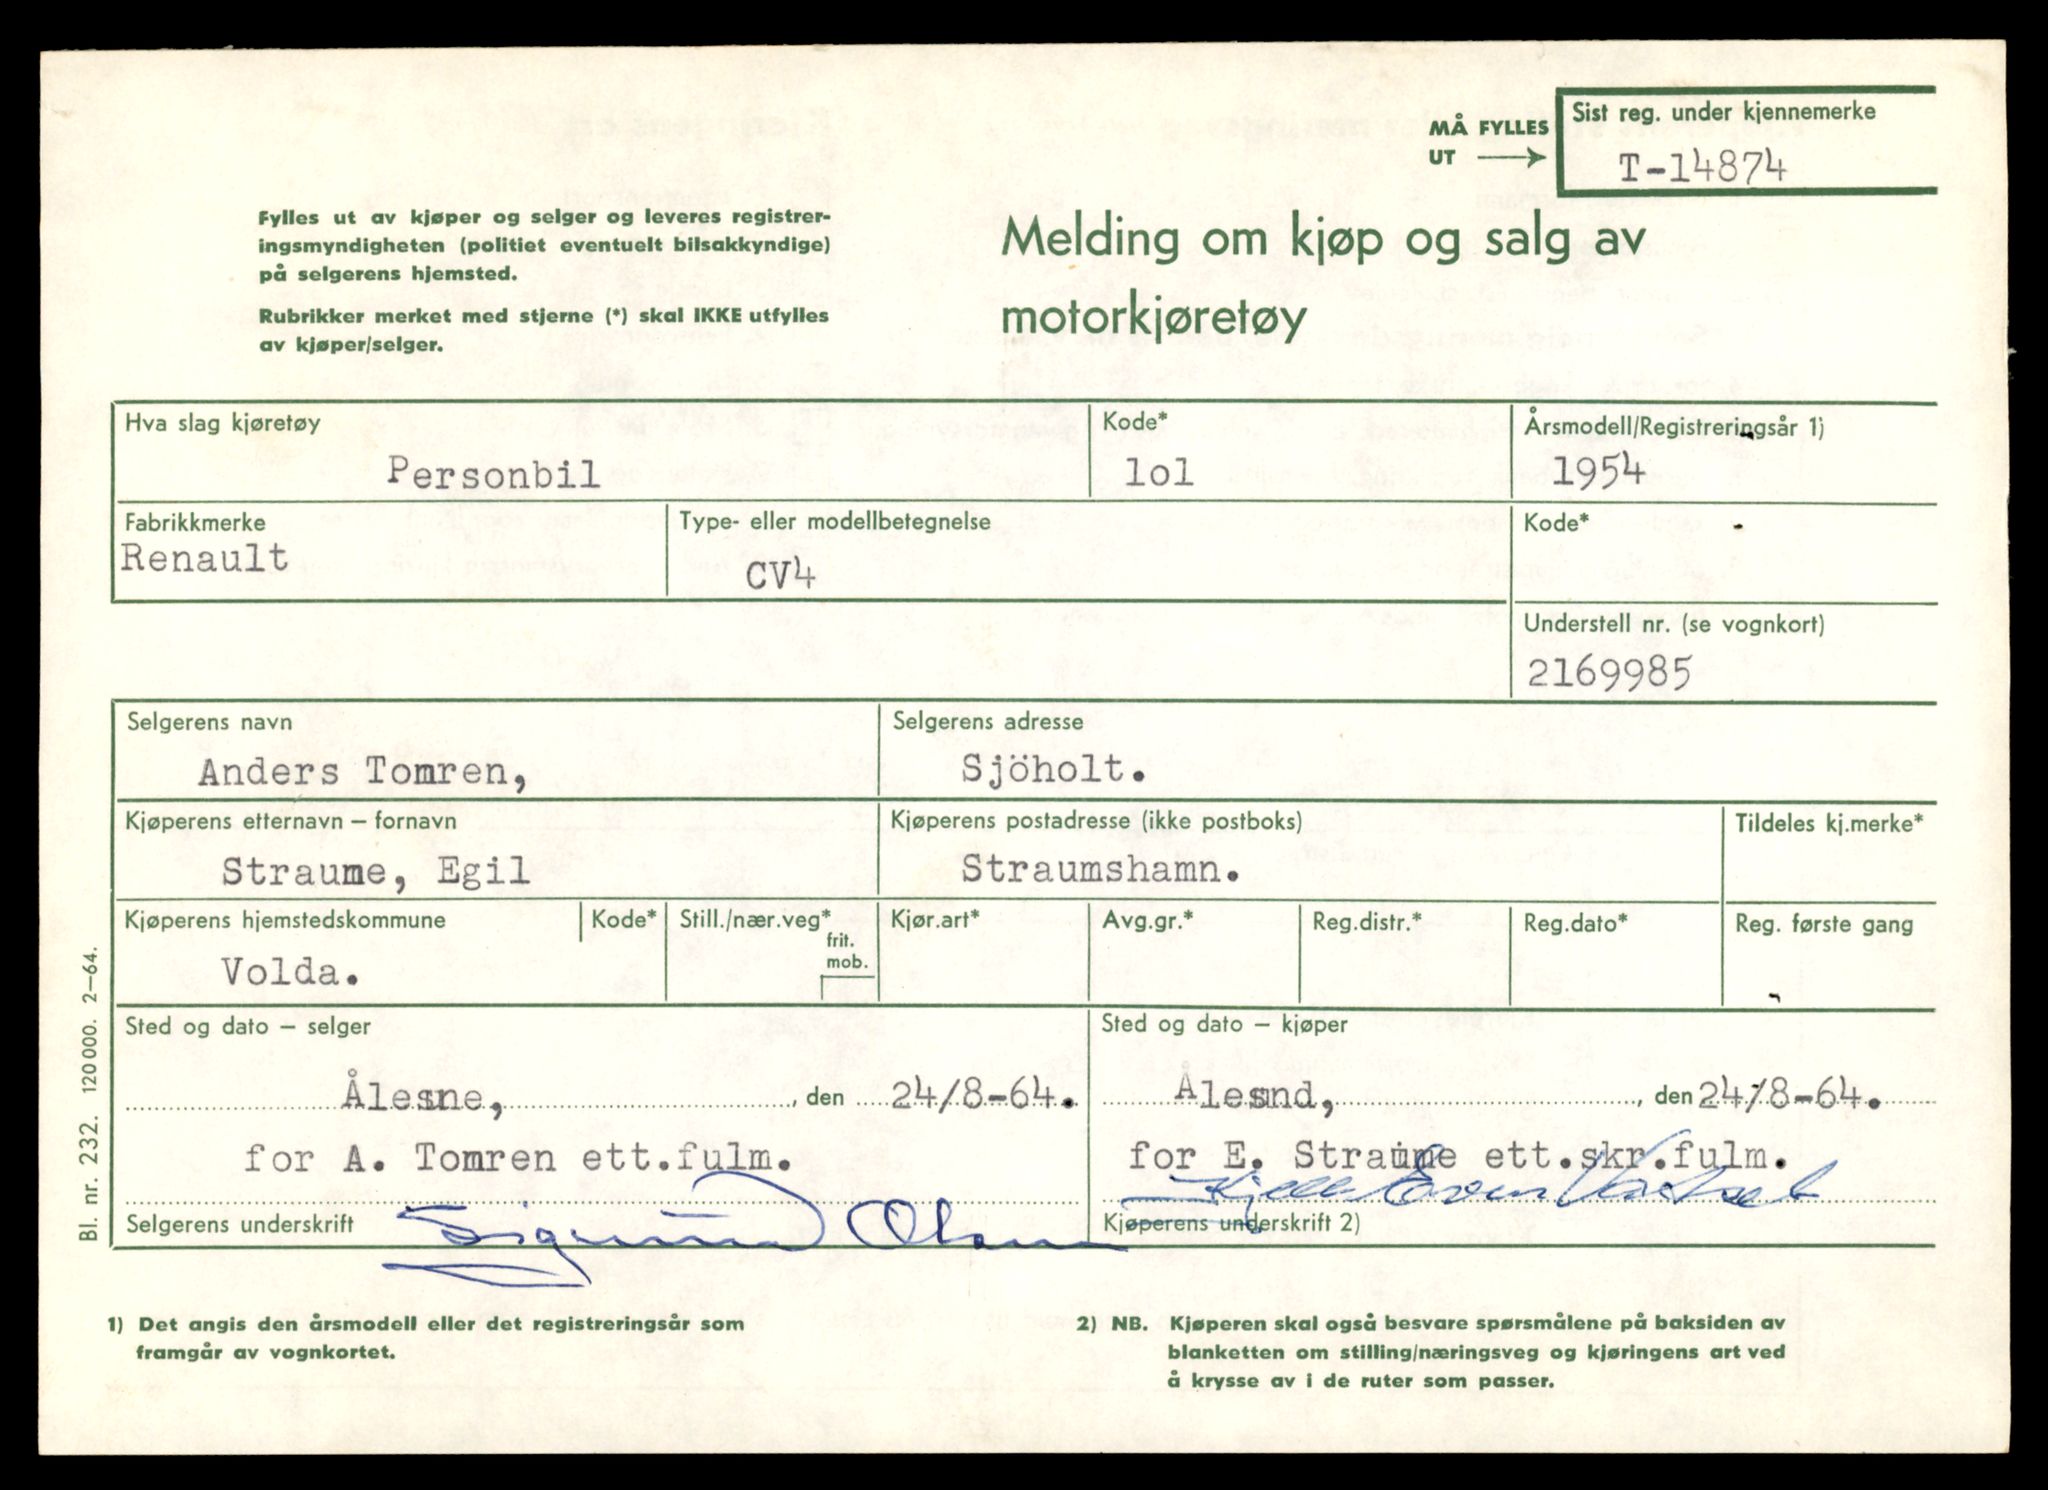 MÅ FYLLES
UT
Sist reg. under kjennemerke
T-14874
Fylles ut av kjøper og selger og leveres registrer-
ingsmyndigheten (politiet eventuelt bilsakkyndige)
på selgerens hjemsted.
Rubrikker merket med stjerne (*) skal IKKE utfylles
av kjøper/selger.
Melding om kjøp og salg av
motorkjøretøy
Hva slag kjøretøy
Personbil
Kode*
lol
Årsmodell/Registreringsår 1)
1954
Fabrikkmerke
Renault
Type- eller modellbetegnelse
CV4
Kode*
Understell nr. (se vognkort)
2169985
Selgerens navn
Anders Tomren,
Selgerens adresse
Sjöholt.
Kjøperens etternavn – fornavn
Straume, Egil
Kjøperens postadresse (ikke postboks)
Straumshamn.
Tildeles kj.merke*
Kjøperens hjemstedskommune
Volda.
Kode*
Still./nær.veg*
frit.
mob.
Kjør.art*
Avg.gr.*
Reg.distr.*
Reg.dato*
Reg. første gang
Sted og dato – selger
Ålesne, , den 24/8-64.
for A. Tomren ett.fulm.
Selgerens underskrift
Sigmund Olsen
Sted og dato – kjøper
Ålesnd, , den 24/8-64.
for E. Straume ett.skr.fulm.
Kjell Even
Kjøperens underskrift 2)
Bl. nr. 232. 120 000. 2–64.
1) Det angis den årsmodell eller det registreringsår som
framgår av vognkortet.
2) NB. Kjøperen skal også besvare spørsmålene på baksiden av
blanketten om stilling/næringsveg og kjøringens art ved
å krysse av i de ruter som passer.